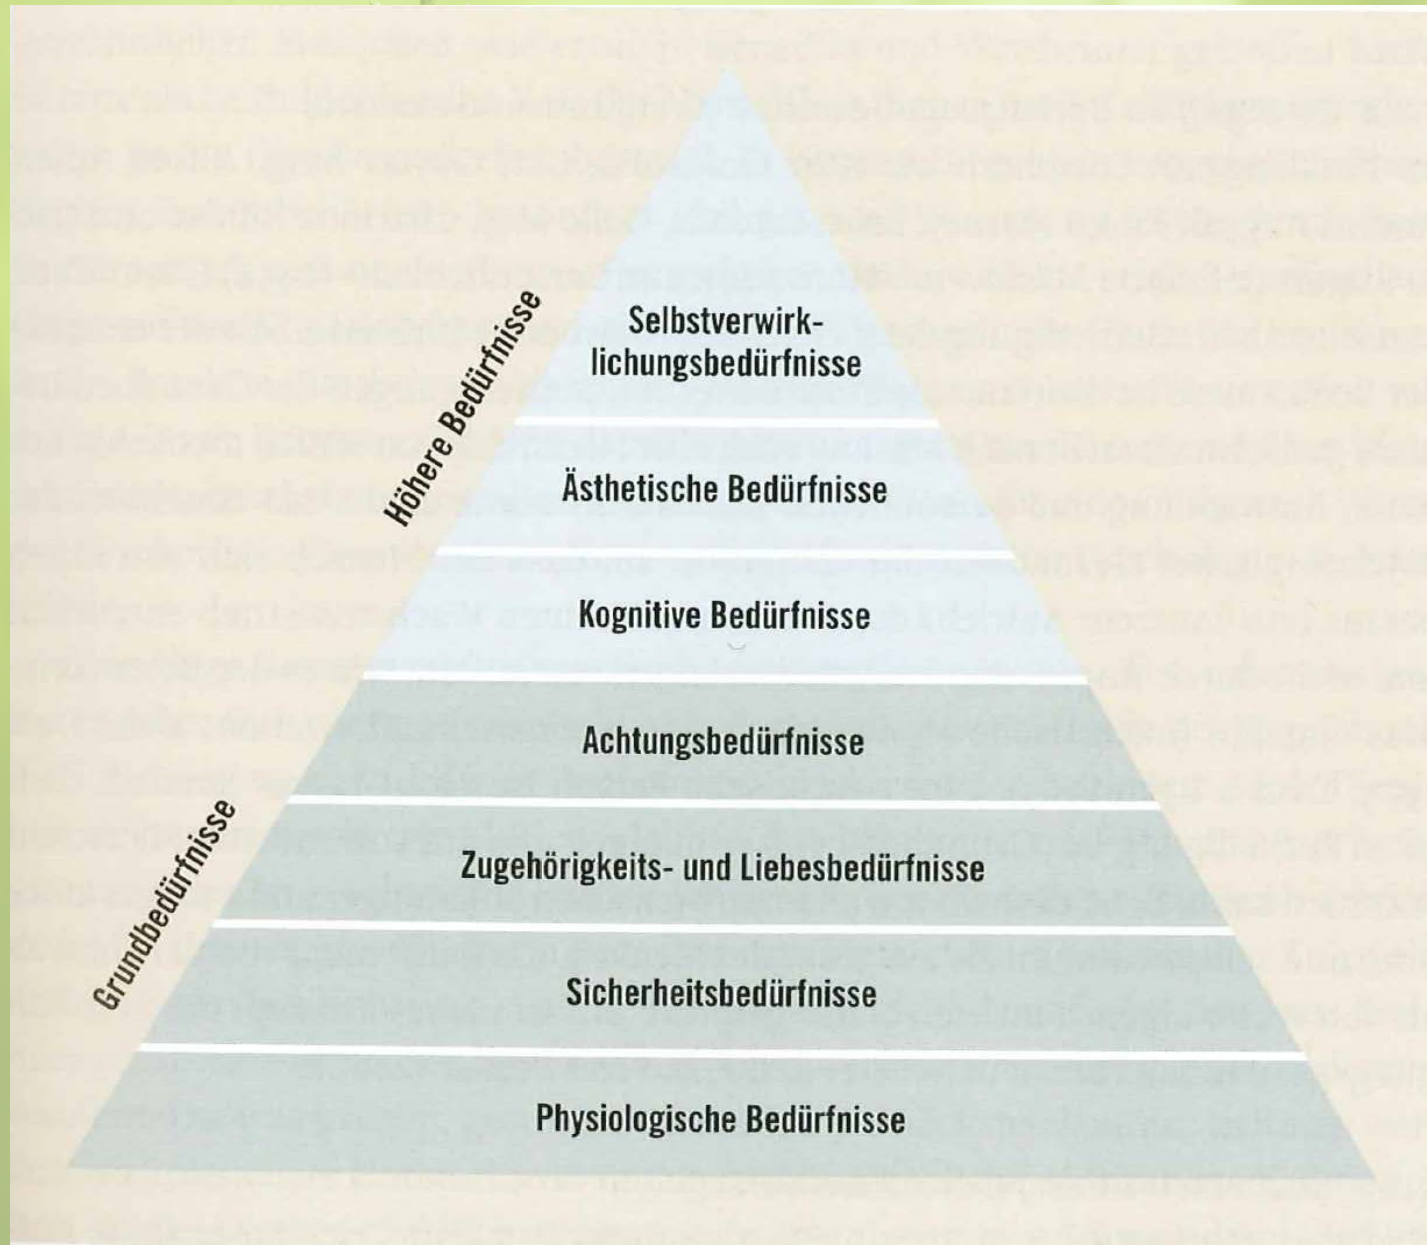 Höhere Bedürfnisse
Selbstverwirk-
lichungsbedürfnisse
Ästhetische Bedürfnisse
Kognitive Bedürfnisse
Grundbedürfnisse
Achtungsbedürfnisse
Zugehörigkeits- und Liebesbedürfnisse
Sicherheitsbedürfnisse
Physiologische Bedürfnisse